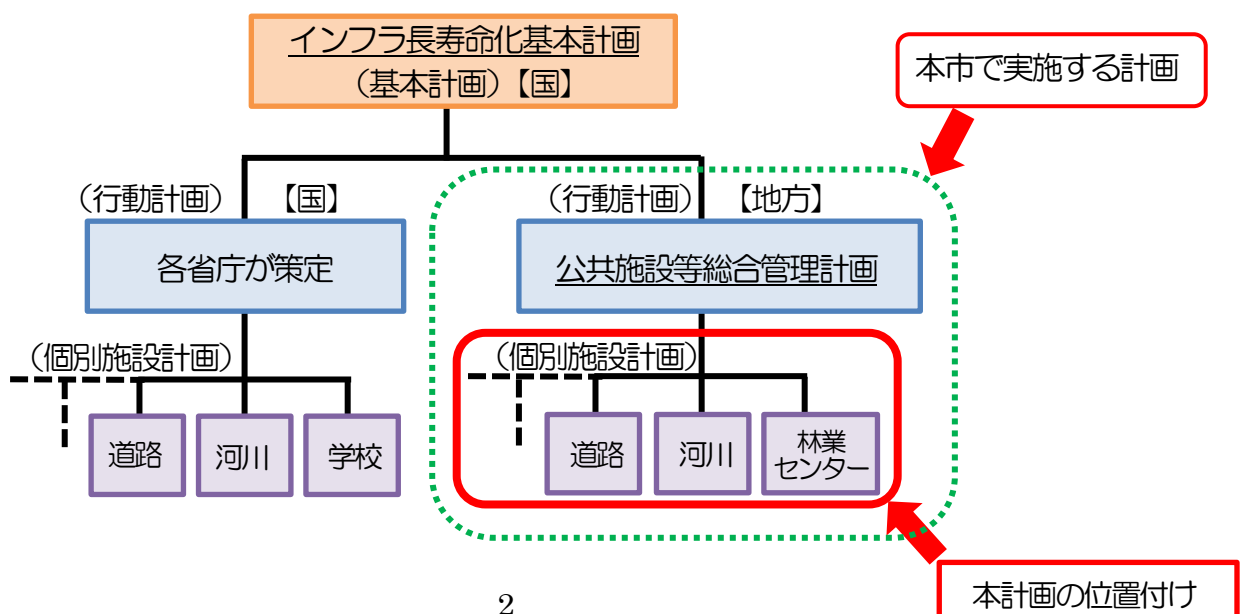 インフラ長寿命化基本計画
（基本計画）【国】
本市で実施する計画
（行動計画） 【国】
（行動計画） 【地方】
各省庁が策定
公共施設等総合管理計画
（個別施設計画）
（個別施設計画）
道路
河川
学校
道路
河川
林業
センター
本計画の位置付け
2